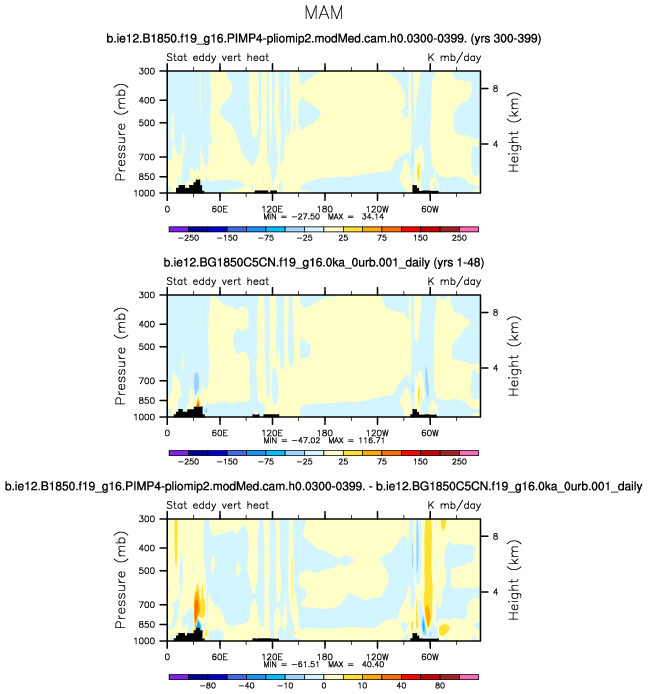 MAM
b.ie12.B1850.f19_g16.PIMP4-pliomip2.modMed.cam.h0.0300-0399. (yrs 300-399)
Stat eddy vert heat K mb/day
300
400
500
700
850
1000
Pressure (mb)
8
4
Height (km)
0 60E 120E 180 120W 60W
MIN = -27.50 MAX = 34.14
-250 -150 -75 -25 25 75 150 250
b.ie12.BG1850C5CN.f19_g16.0ka_0urb.001_daily (yrs 1-48)
Stat eddy vert heat K mb/day
300
400
500
700
850
1000
Pressure (mb)
8
4
Height (km)
0 60E 120E 180 120W 60W
MIN = -47.02 MAX = 116.71
-250 -150 -75 -25 25 75 150 250
b.ie12.B1850.f19_g16.PIMP4-pliomip2.modMed.cam.h0.0300-0399. - b.ie12.BG1850C5CN.f19_g16.0ka_0urb.001_daily
Stat eddy vert heat K mb/day
300
400
500
700
850
1000
Pressure (mb)
8
4
Height (km)
0 60E 120E 180 120W 60W
MIN = -61.51 MAX = 40.40
-80 -40 -10 0 10 40 80